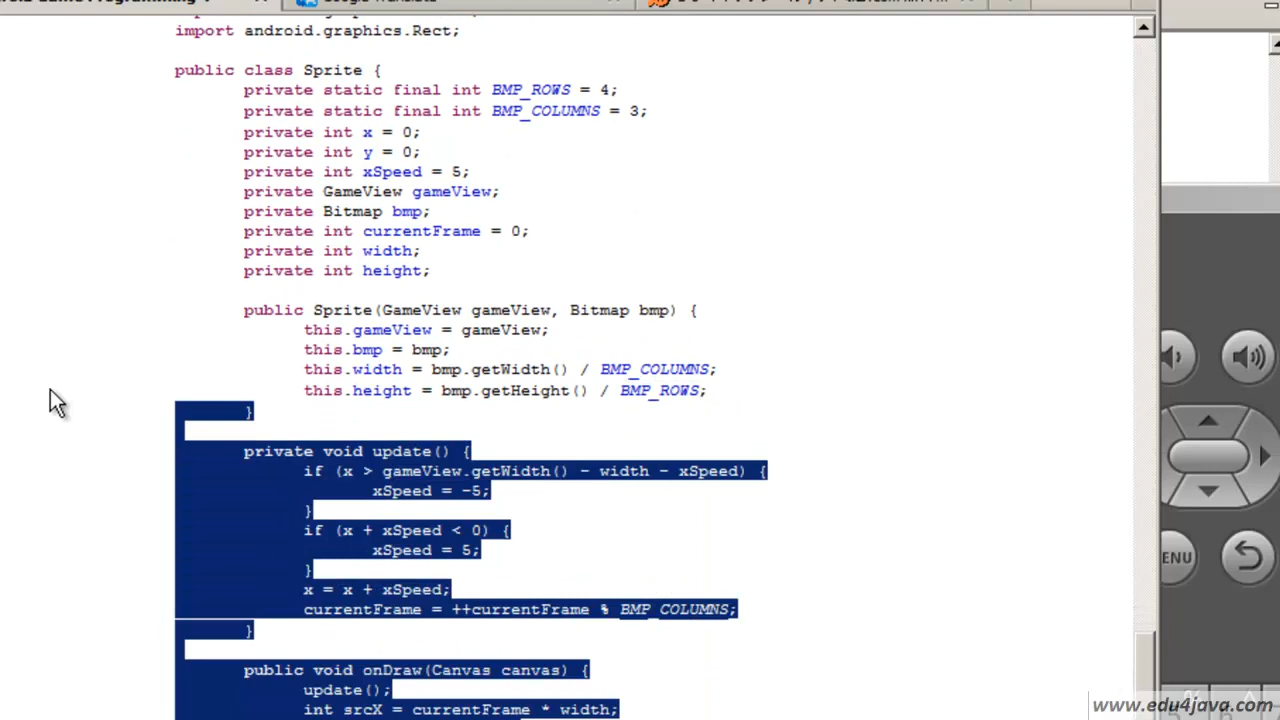 Google Translate
import android.graphics.Rect;
public class Sprite {
private static final int BMP_ROWS = 4;
private static final int BMP_COLUMNS = 3;
private int x = 0;
private int y = 0;
private int xSpeed = 5;
private GameView gameView;
private Bitmap bmp;
private int currentFrame = 0;
private int width;
private int height;
public Sprite(GameView gameView, Bitmap bmp) {
this.gameView = gameView;
this.bmp = bmp;
this.width = bmp.getWidth() / BMP_COLUMNS;
this.height = bmp.getHeight() / BMP_ROWS;
}
private void update() {
if (x > gameView.getWidth() - width - xSpeed) {
xSpeed = -5;
}
if (x + xSpeed < 0) {
xSpeed = 5;
}
x = x + xSpeed;
currentFrame = ++currentFrame % BMP_COLUMNS;
}
public void onDraw(Canvas canvas) {
update();
int srcX = currentFrame * width;
ENU
www.edu4java.com